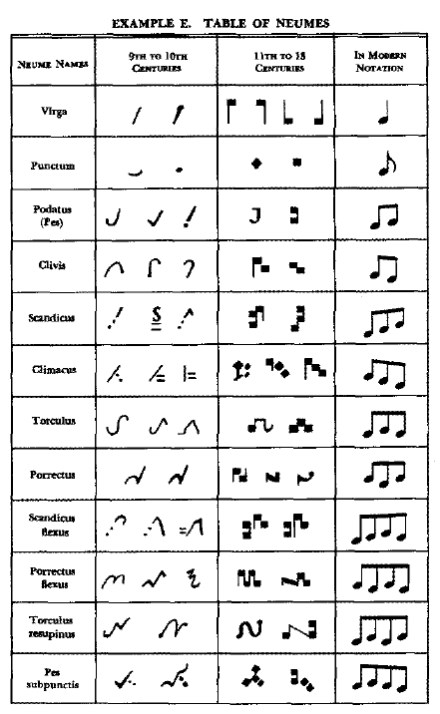 EXAMPLE E. TABLE OF NEUMES
NEUME NAMES
9TH TO 10TH
CENTURIES
11TH TO 13
CENTURIES
IN MODERN
NOTATION
Virga
Punctum
Podatus
(Pes)
Clivis
Scandicus
Climacus
Torculus
Porrectus
Scandicus
flexus
Porrectus
flexus
Torculus
resupinus
Pes
subpunctis